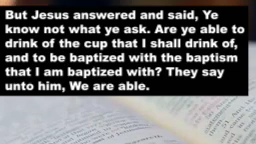 But Jesus answered and said, Ye
know not what ye ask. Are ye able to
drink of the cup that I shall drink of,
and to be baptized with the baptism
that I am baptized with? They say
unto him, We are able.